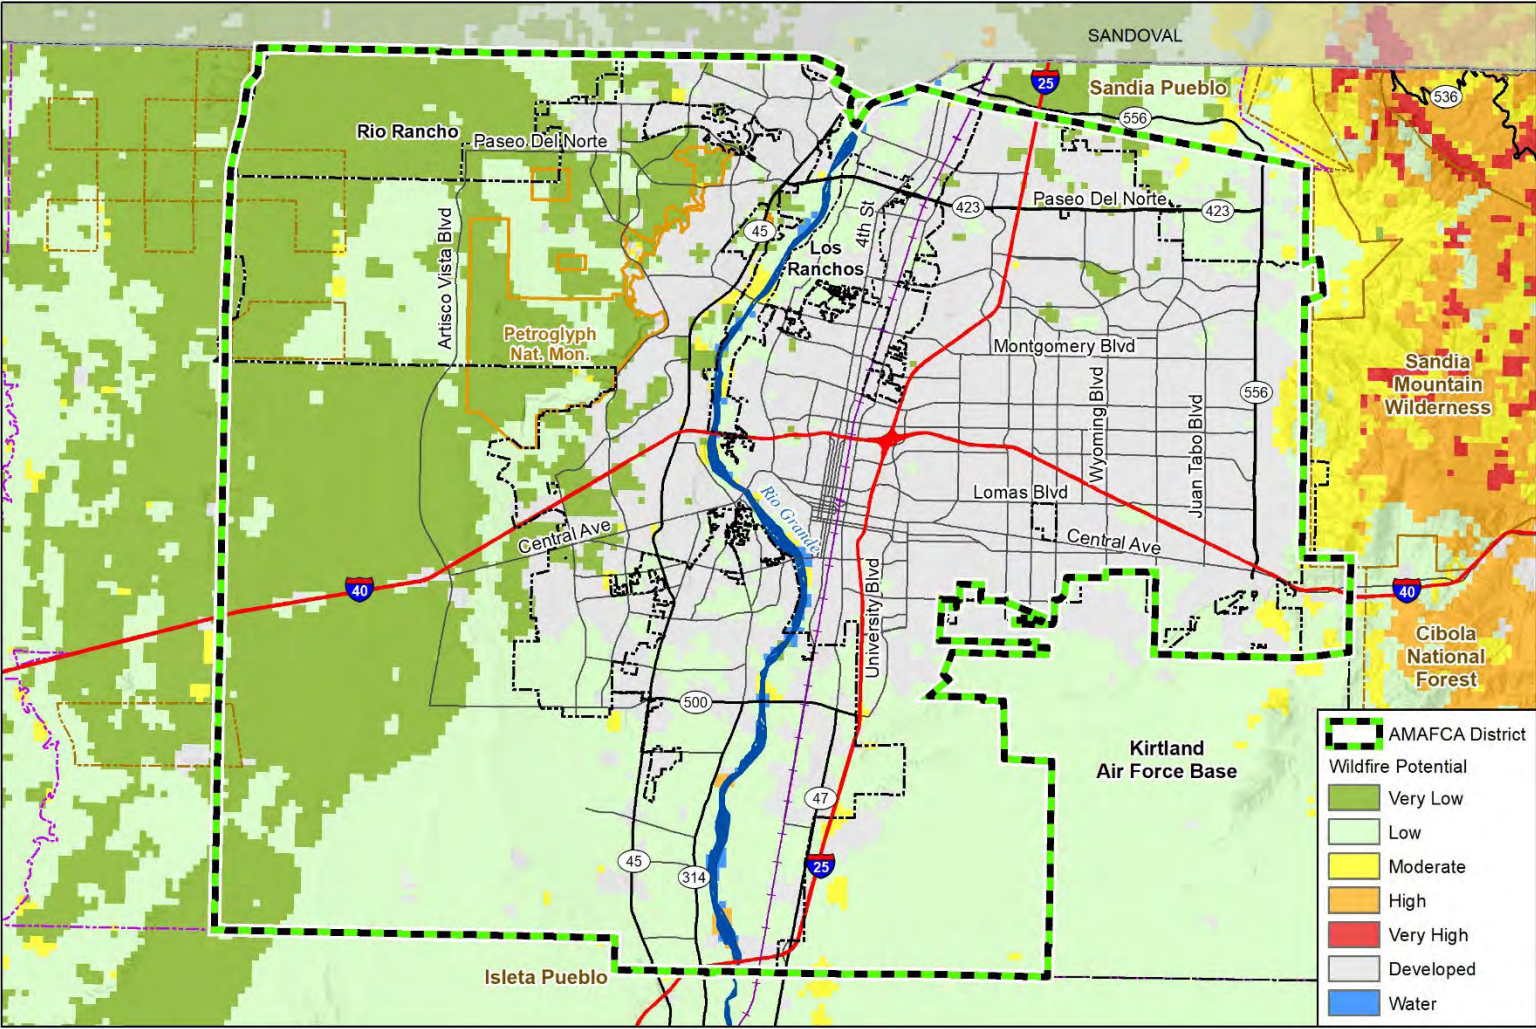 SANDOVAL
25
Sandia Pueblo
536
556
Rio Rancho
Paseo Del Norte
Paseo Del Norte
423
423
45
4th St
Los
Ranchos
Artisco Vista Blvd
Petroglyph
Nat. Mon.
Montgomery Blvd
Sandia
Mountain
Wilderness
556
Wyoming Blvd
Juan Tabo Blvd
Lomas Blvd
Rio Grande
Central Ave
Central Ave
40
40
University Blvd
Cibola
National
Forest
500
Kirtland
Air Force Base
47
45
314
25
Isleta Pueblo
AMAFCA District
Wildfire Potential
Very Low
Low
Moderate
High
Very High
Developed
Water